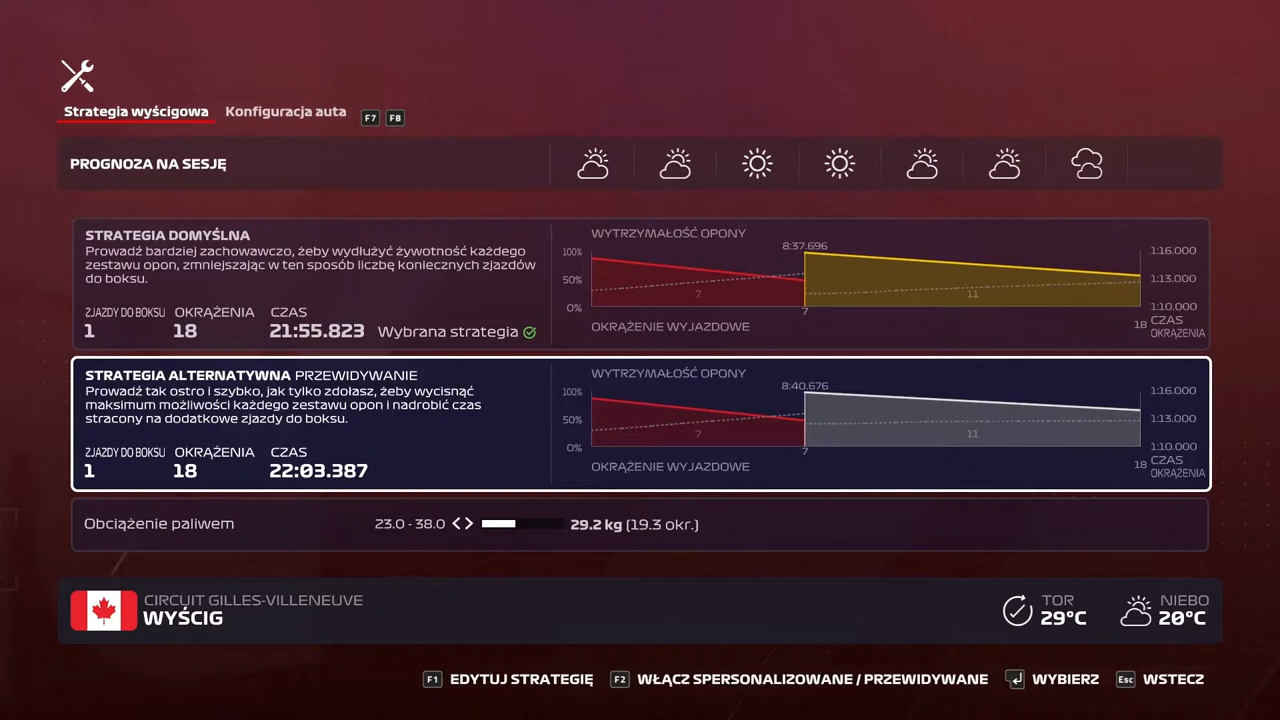 Strategia wyścigowa Konfiguracja auta F7 F8
PROGNOZA NA SESJĘ
STRATEGIA DOMYŚLNA
Prowadź bardziej zachowawczo, żeby wydłużyć żywotność każdego
zestawu opon, zmniejszając w ten sposób liczbę koniecznych zjazdów
do boksu.
ZJAZDY DO BOKSU OKRĄŻENIA CZAS
1 18 21:55.823 Wybrana strategia
WYTRZYMAŁOŚĆ OPONY
8:37.696
100% 1:16.000
50% 1:13.000
7 11
0% 1:10.000
7
OKRĄŻENIE WYJAZDOWE 18 CZAS
OKRĄŻENIA
STRATEGIA ALTERNATYWNA PRZEWIDYWANIE
Prowadź tak ostro i szybko, jak tylko zdołasz, żeby wycisnąć
maksimum możliwości każdego zestawu opon i nadrobić czas
stracony na dodatkowe zjazdy do boksu.
ZJAZDY DO BOKSU OKRĄŻENIA CZAS
1 18 22:03.387
WYTRZYMAŁOŚĆ OPONY
8:40.676
100% 1:16.000
50% 1:13.000
7 11
0% 1:10.000
7
OKRĄŻENIE WYJAZDOWE 18 CZAS
OKRĄŻENIA
Obciążenie paliwem 23.0 - 38.0 29.2 kg (19.3 okr.)
CIRCUIT GILLES-VILLENEUVE
WYŚCIG
TOR
29°C
NIEBO
20°C
F1 EDYTUJ STRATEGIĘ F2 WŁĄCZ SPERSONALIZOWANE / PRZEWIDYWANE WYBIERZ Esc WSTECZ